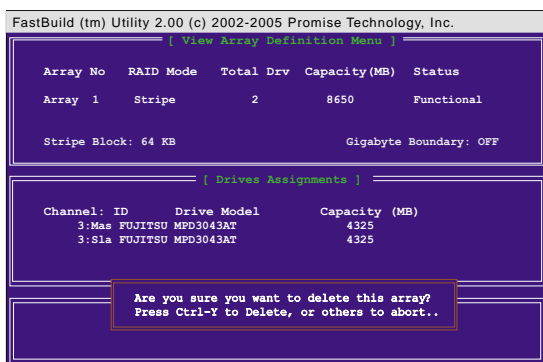 FastBuild (tm) Utility 2.00 (c) 2002-2005 Promise Technology, Inc.
[ View Array Definition Menu ]
Array No RAID Mode Total Drv Capacity(MB) Status
Array 1 Stripe 2 8650 Functional
Stripe Block: 64 KB Gigabyte Boundary: OFF
[ Drives Assignments ]
Channel: ID Drive Model Capacity (MB)
3:Mas FUJITSU MPD3043AT 4325
3:Sla FUJITSU MPD3043AT 4325
Are you sure you want to delete this array?
Press Ctrl-Y to Delete, or others to abort..